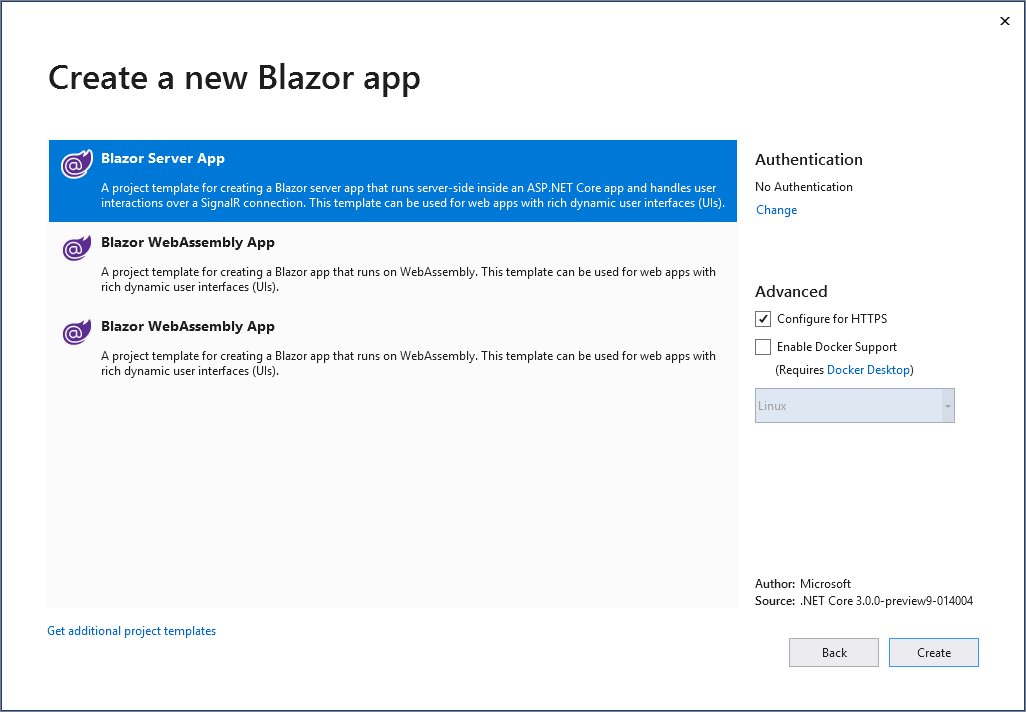 Create a new Blazor app
Blazor Server App
A project template for creating a Blazor server app that runs server-side inside an ASP.NET Core app and handles user
interactions over a SignalR connection. This template can be used for web apps with rich dynamic user interfaces (UIs).
Blazor WebAssembly App
A project template for creating a Blazor app that runs on WebAssembly. This template can be used for web apps with
rich dynamic user interfaces (UIs).
Blazor WebAssembly App
A project template for creating a Blazor app that runs on WebAssembly. This template can be used for web apps with
rich dynamic user interfaces (UIs).
Get additional project templates
Authentication
No Authentication
Change
Advanced
Configure for HTTPS
Enable Docker Support
(Requires Docker Desktop)
Linux
Author: Microsoft
Source: .NET Core 3.0.0-preview9-014004
Back
Create